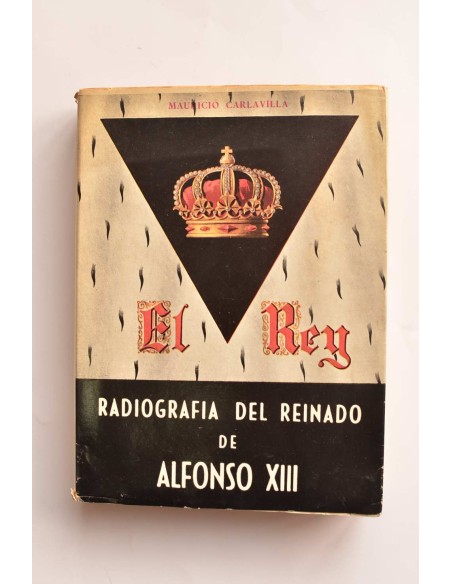 MAURICIO CARLAVILLA
El Rey
RADIOGRAFIA DEL REINADO
DE
ALFONSO XIII